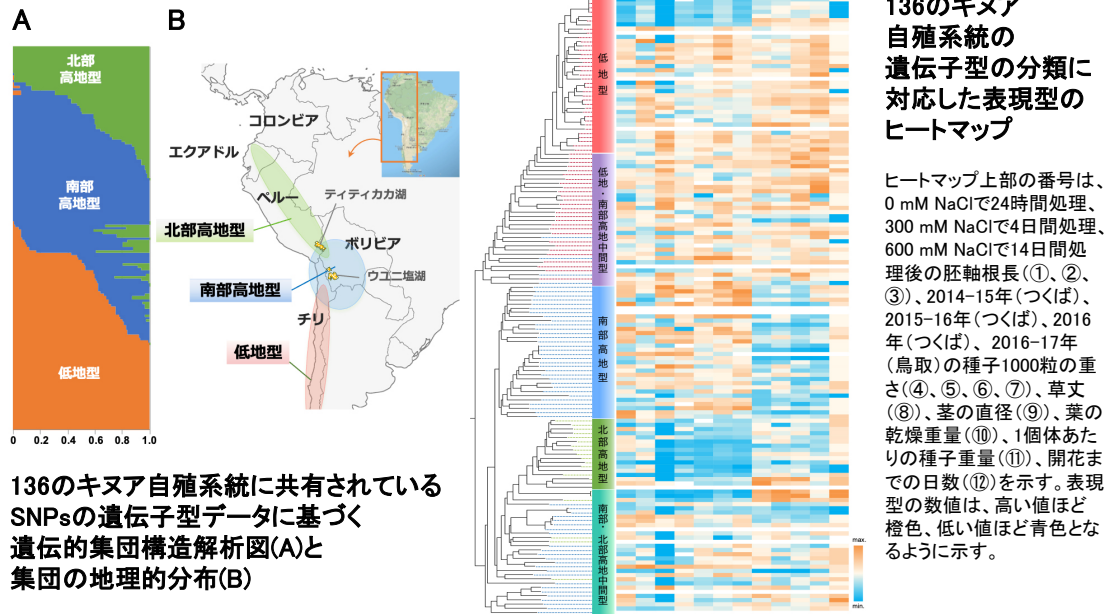 A
B
北部
高地型
南部
高地型
低地型
0 0.2 0.4 0.6 0.8 1.0
コロンビア
エクアドル
ペルー
ティティカカ湖
北部高地型
ボリビア
南部高地型
ウユニ塩湖
チリ
低地型
136のキヌア自殖系統に共有されている
SNPsの遺伝子型データに基づく
遺伝的集団構造解析図(A)と
集団の地理的分布(B)
低地型
低地・南部高地中間型
南部高地型
北部高地型
南部・北部高地中間型
max.
min.
136のキヌア
自殖系統の
遺伝子型の分類に
対応した表現型の
ヒートマップ
ヒートマップ上部の番号は、
0 mM NaClで24時間処理、
300 mM NaClで4日間処理、
600 mM NaClで14日間処
理後の胚軸根長(①、②、
③)、2014-15年(つくば)、
2015-16年(つくば)、2016
年(つくば)、 2016-17年
(鳥取)の種子1000粒の重
さ(④、⑤、⑥、⑦)、草丈
(⑧)、茎の直径(⑨)、葉の
乾燥重量(⑩)、1個体あた
りの種子重量(⑪)、開花ま
での日数(⑫)を示す。表現
型の数値は、高い値ほど
橙色、低い値ほど青色とな
るように示す。